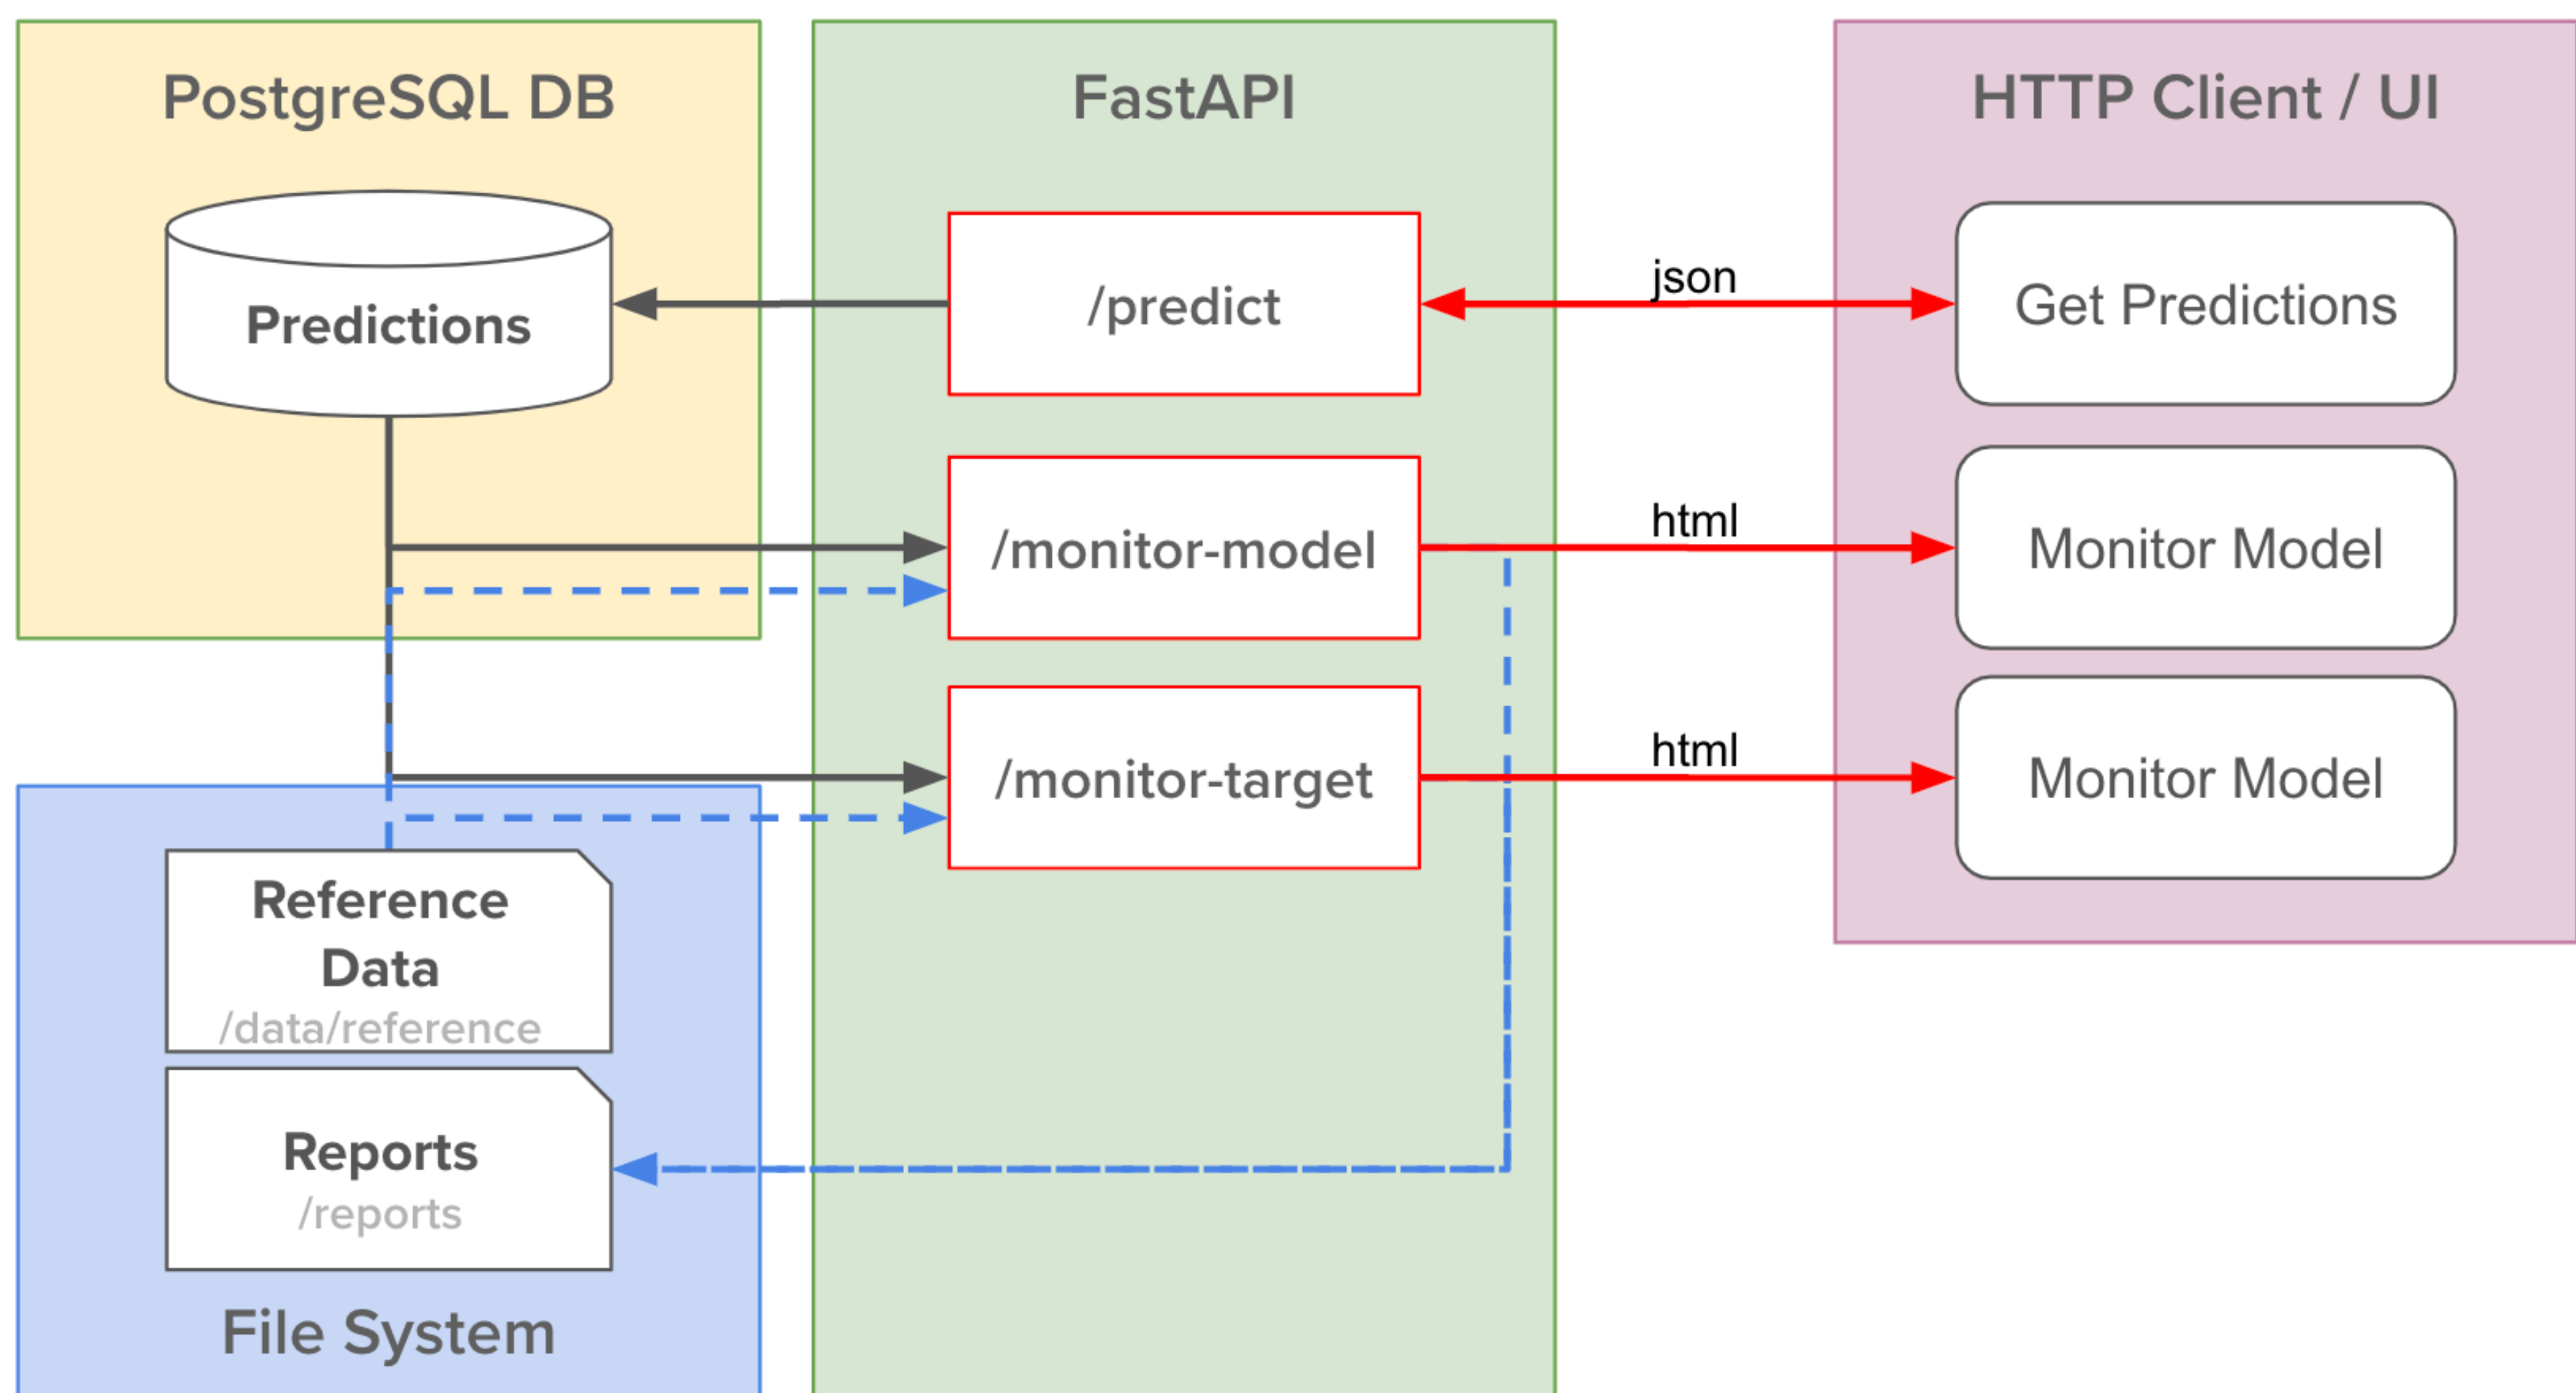 PostgreSQL DB
Predictions
Reference
Data
/data/reference
Reports
/reports
File System
FastAPI
/predict
/monitor-model
/monitor-target
json
html
html
HTTP Client / UI
Get Predictions
Monitor Model
Monitor Model